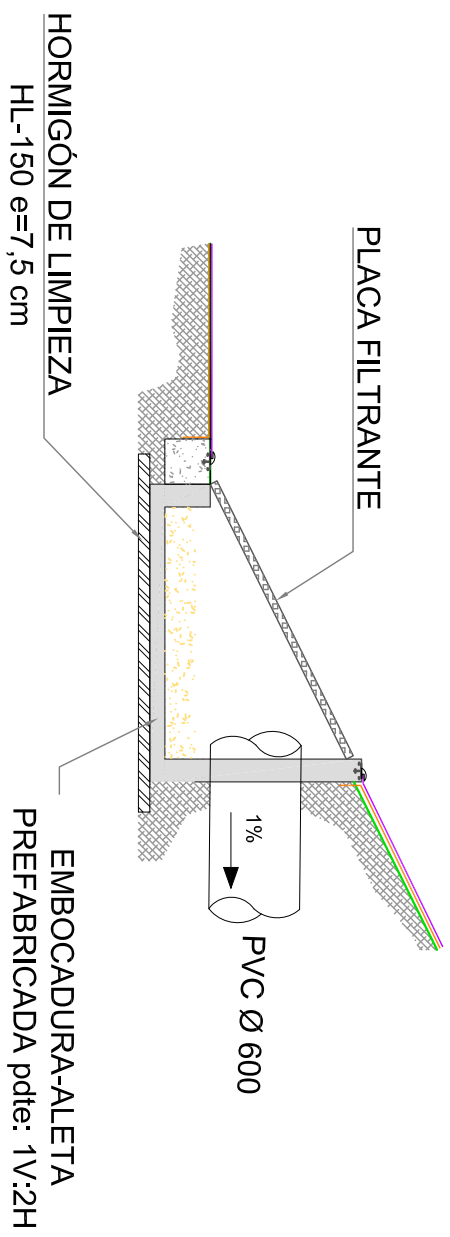 PLACA FILTRANTE
HORMIGÓN DE LIMPIEZA
HL-150 e=7,5 cm
1%
PVC Ø 600
EMBOCADURA-ALETA
PREFABRICADA pdte: 1V:2H